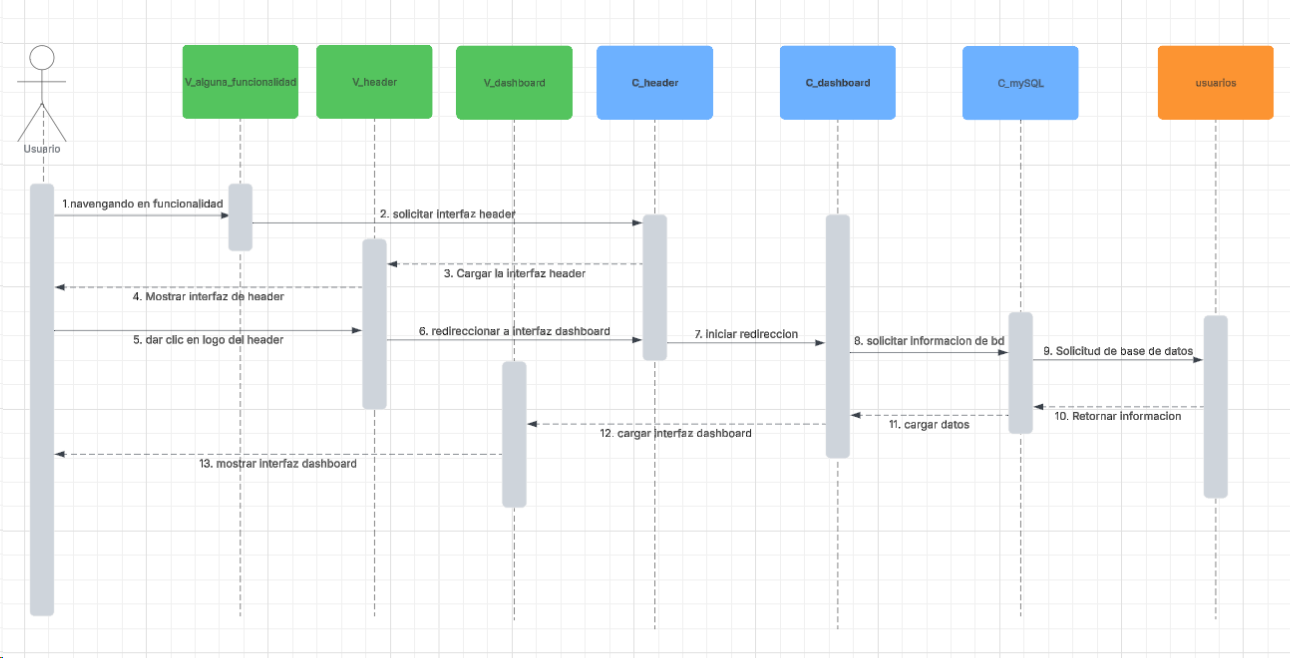 V_alguna_funcionalidad
V_header
V_dashboard
C_header
C_dashboard
C_mySQL
usuarios
Usuario
1.navengando en funcionalidad
2. solicitar interfaz header
3. Cargar la interfaz header
4. Mostrar interfaz de header
5. dar clic en logo del header
6. redireccionar a interfaz dashboard
7. iniciar redireccion
8. solicitar informacion de bd
9. Solicitud de base de datos
10. Retornar informacion
11. cargar datos
12. cargar interfaz dashboard
13. mostrar interfaz dashboard